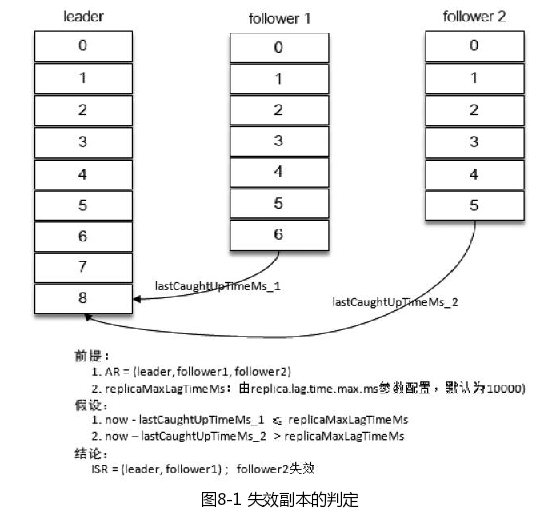 leader
follower 1
follower 2
0
1
2
3
4
5
6
7
8
0
1
2
3
4
5
6
0
1
2
3
4
5
lastCaughtUpTimeMs_1
lastCaughtUpTimeMs_2
前提：
1. AR = (leader, follower1, follower2)
2. replicaMaxLagTimeMs：由replica.lag.time.max.ms参数配置，默认为10000)
假设：
1. now - lastCaughtUpTimeMs_1 ≤ replicaMaxLagTimeMs
2. now – lastCaughtUpTimeMs_2 > replicaMaxLagTimeMs
结论：
ISR = (leader, follower1) ; follower2失效
图8-1 失效副本的判定